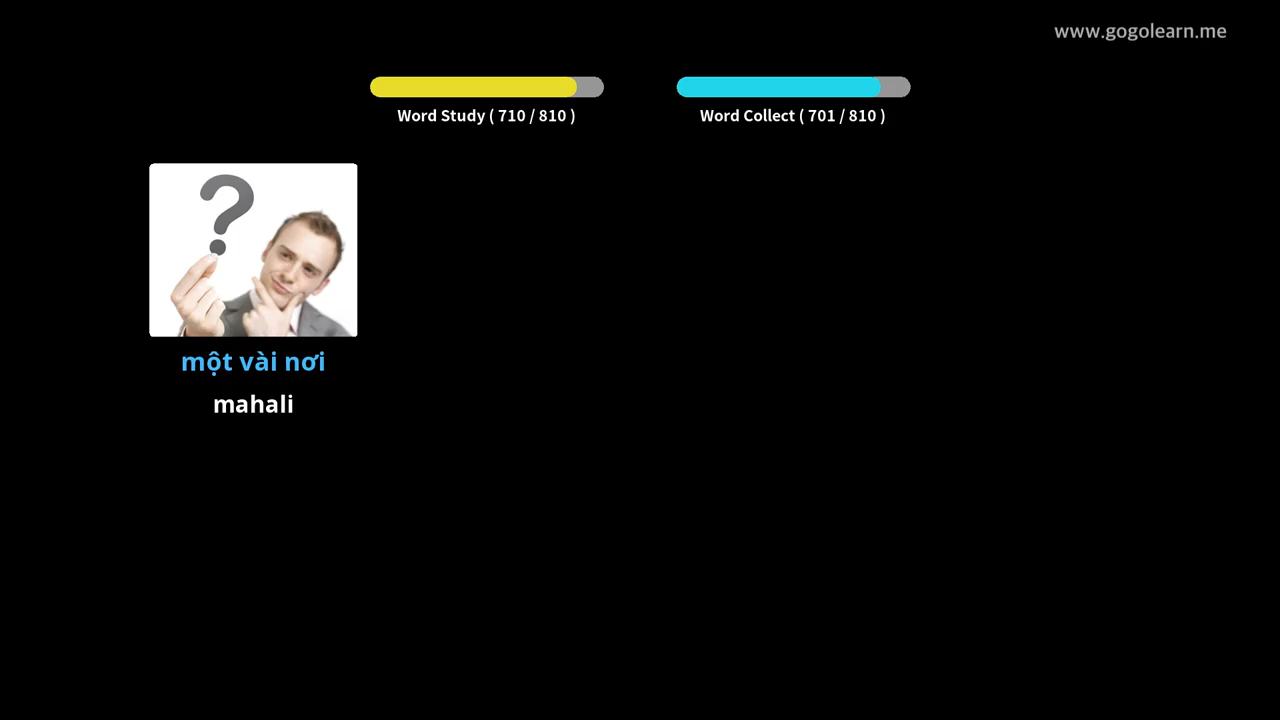 www.gogolearn.me
Word Study ( 710 / 810 )
Word Collect ( 701 / 810 )
?
một vài nơi
mahali